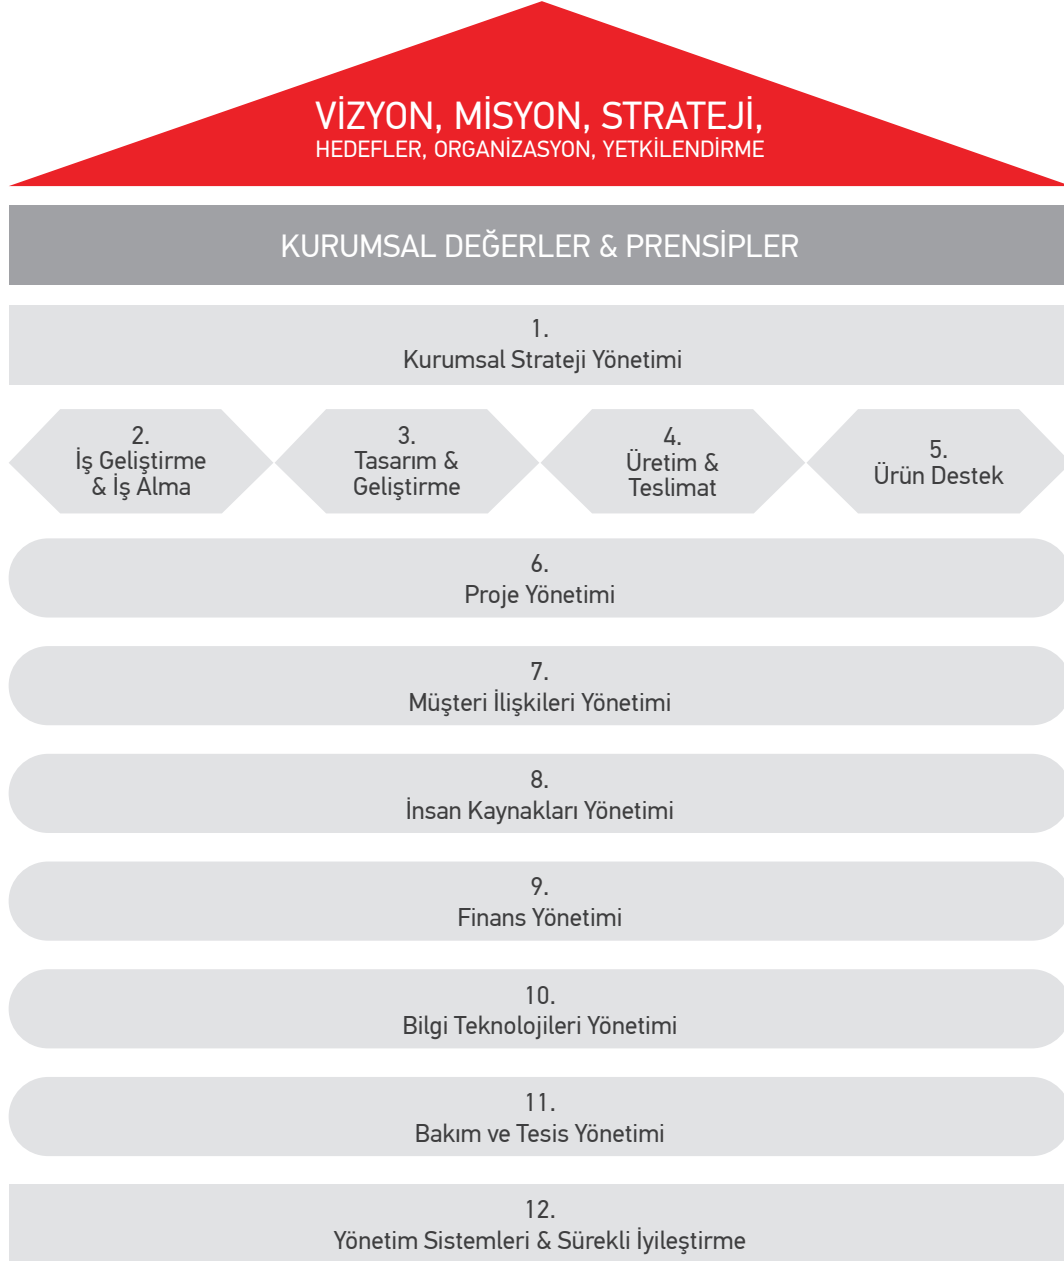 VİZYON, MİSYON, STRATEJİ,
HEDEFLER, ORGANİZASYON, YETKİLENDİRME
KURUMSAL DEĞERLER & PRENSİPLER
1.
Kurumsal Strateji Yönetimi
2.
İş Geliştirme
& İş Alma
3.
Tasarım &
Geliştirme
4.
Üretim &
Teslimat
5.
Ürün Destek
6.
Proje Yönetimi
7.
Müşteri İlişkileri Yönetimi
8.
İnsan Kaynakları Yönetimi
9.
Finans Yönetimi
10.
Bilgi Teknolojileri Yönetimi
11.
Bakım ve Tesis Yönetimi
12.
Yönetim Sistemleri & Sürekli İyileştirme